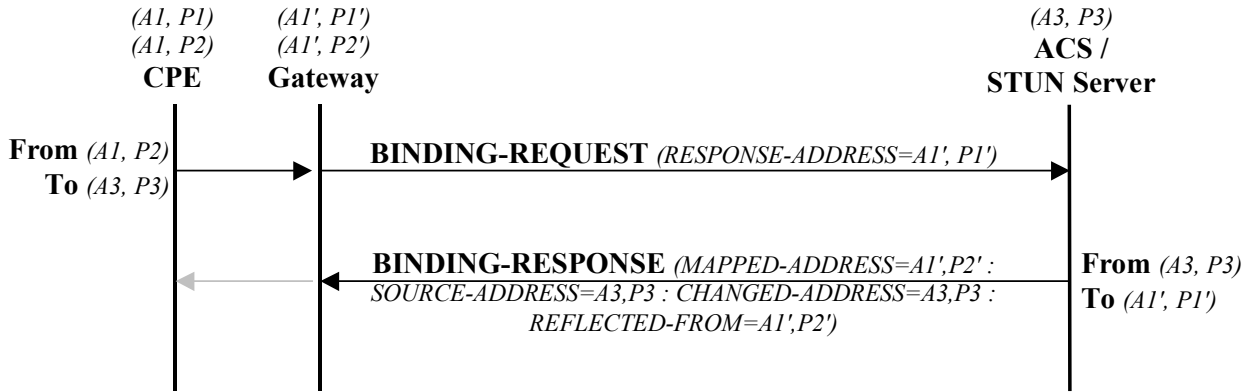 (A1, P1) (A1', P1') (A3, P3)
(A1, P2) (A1', P2') ACS /
CPE Gateway STUN Server
From (A1, P2)
To (A3, P3)
BINDING-REQUEST (RESPONSE-ADDRESS=A1', P1')
BINDING-RESPONSE (MAPPED-ADDRESS=A1',P2' :
SOURCE-ADDRESS=A3,P3 : CHANGED-ADDRESS=A3,P3 :
REFLECTED-FROM=A1',P2')
From (A3, P3)
To (A1', P1')